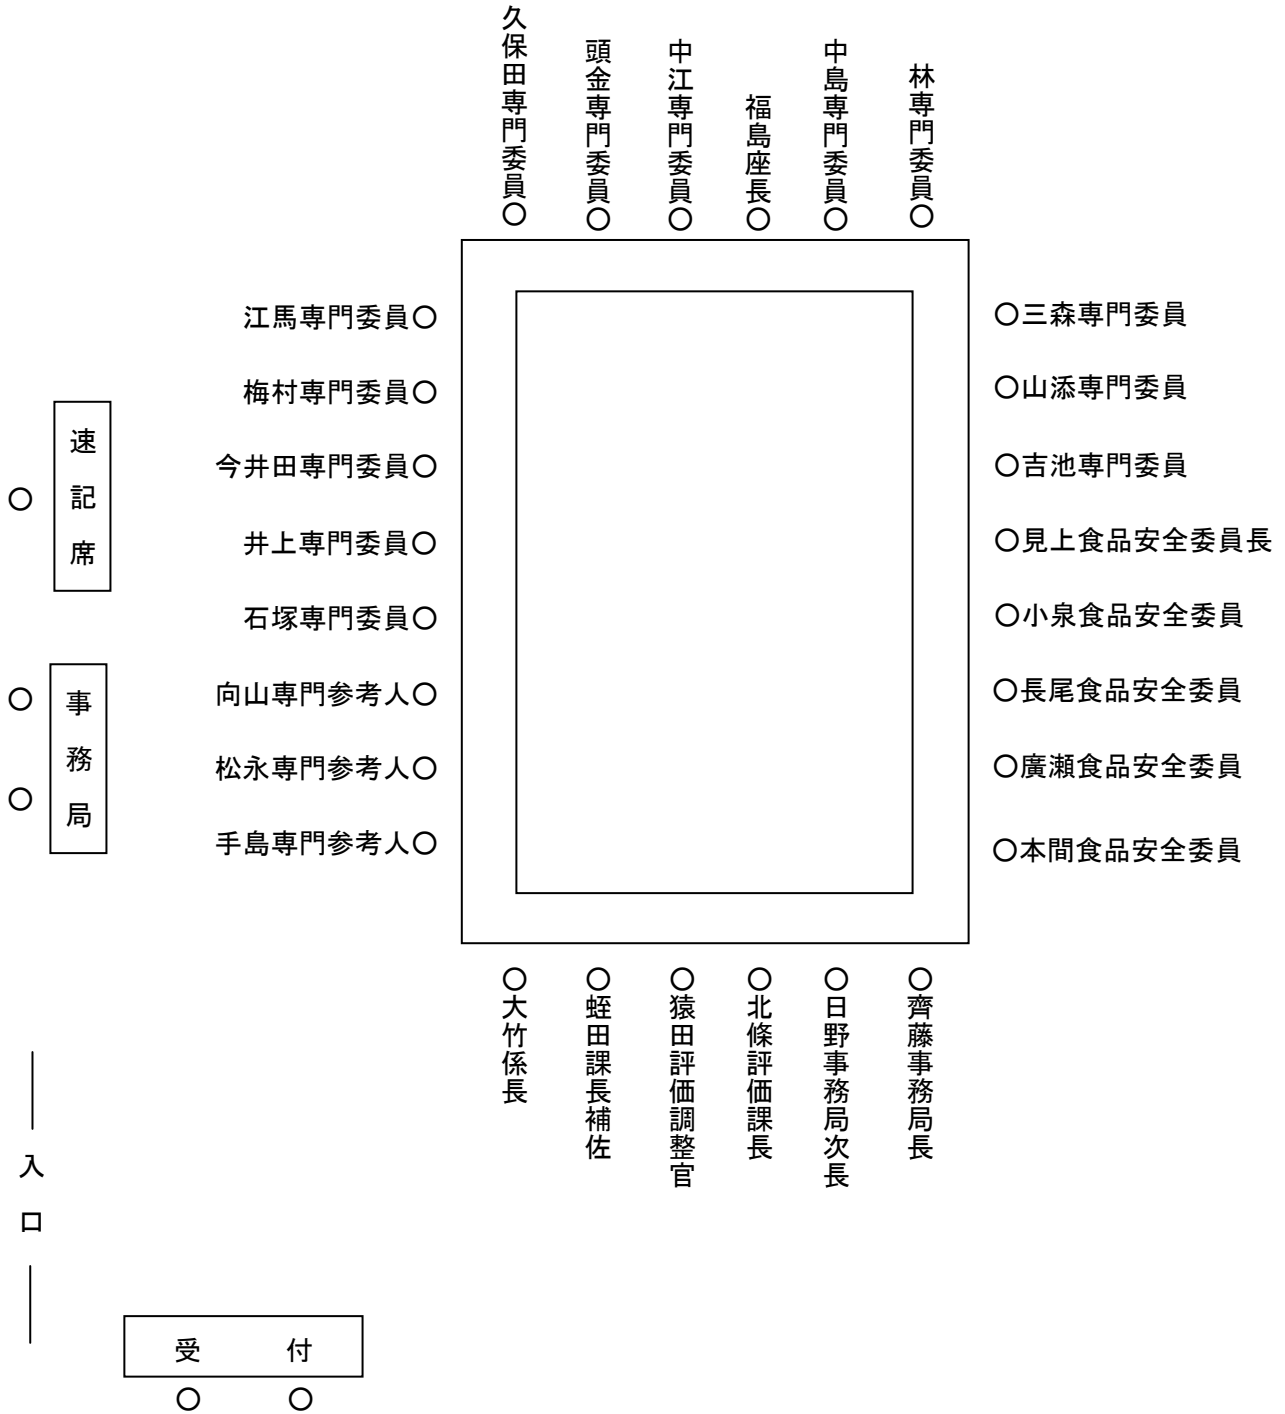 久保田専門委員○
頭金専門委員○
中江専門委員○
福島座長○
中島専門委員○
林専門委員○
江馬専門委員○
梅村専門委員○
今井田専門委員○
井上専門委員○
石塚専門委員○
向山専門参考人○
松永専門参考人○
手島専門参考人○
○三森専門委員
○山添専門委員
○吉池専門委員
○見上食品安全委員長
○小泉食品安全委員
○長尾食品安全委員
○廣瀬食品安全委員
○本間食品安全委員
速記席
事務局
○大竹係長
○蛭田課長補佐
○猿田評価調整官
○北條評価課長
○日野事務局次長
○齊藤事務局長
入口
受付